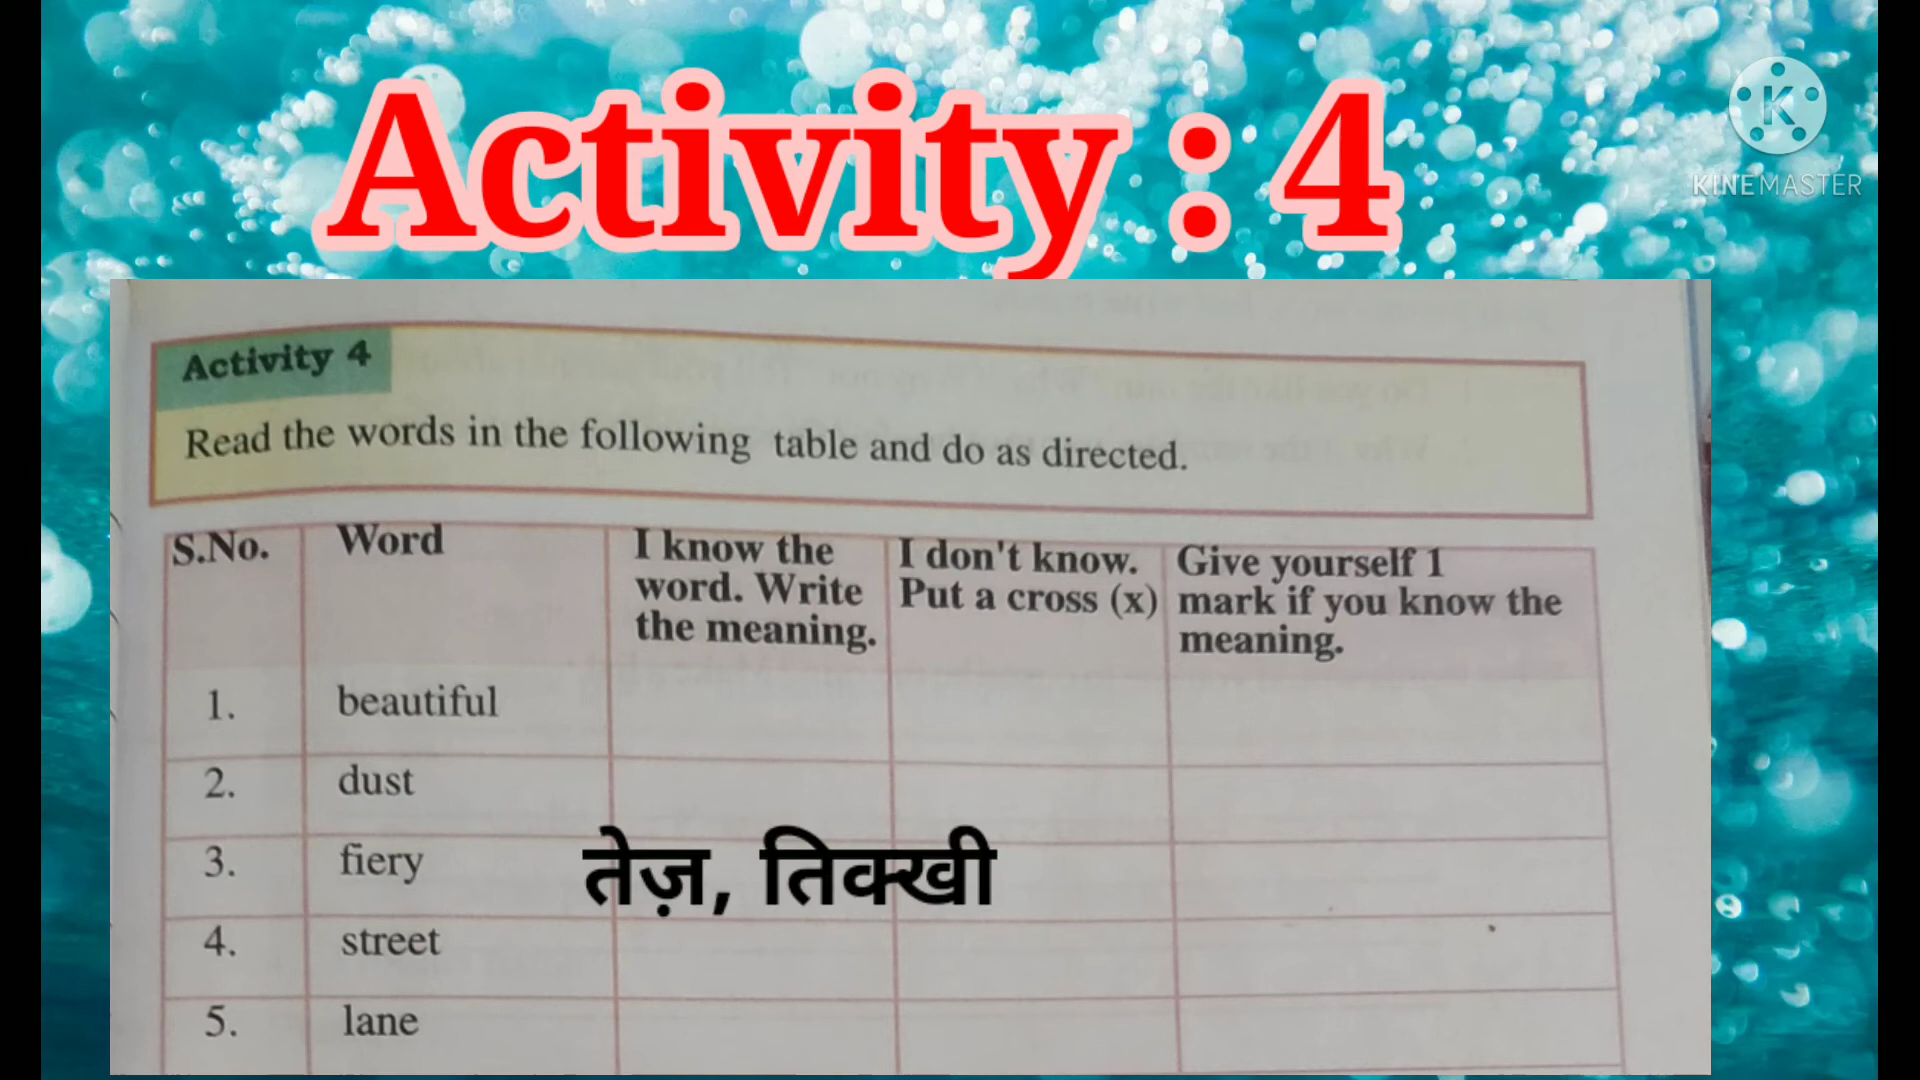 Activity : 4
KINEMASTER
Activity 4
Read the words in the following table and do as directed.
S.No. Word I know the word. Write the meaning. I don't know. Put a cross (x) Give yourself 1 mark if you know the meaning.
1. beautiful
2. dust
3. fiery तेज़, तिक्खी
4. street
5. lane